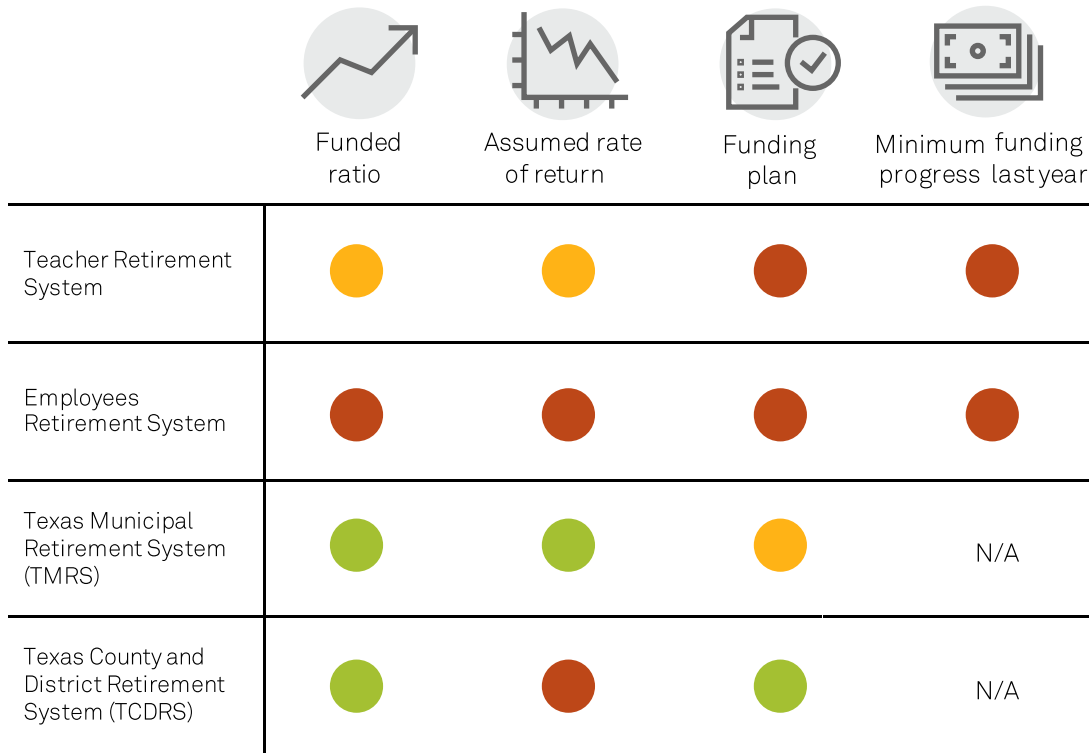 Funded
ratio
Assumed rate
of return
Funding
plan
Minimum funding
progress last year
Teacher Retirement
System
Employees
Retirement System
Texas Municipal
Retirement System
(TMRS)
N/A
Texas County and
District Retirement
System (TCDRS)
N/A